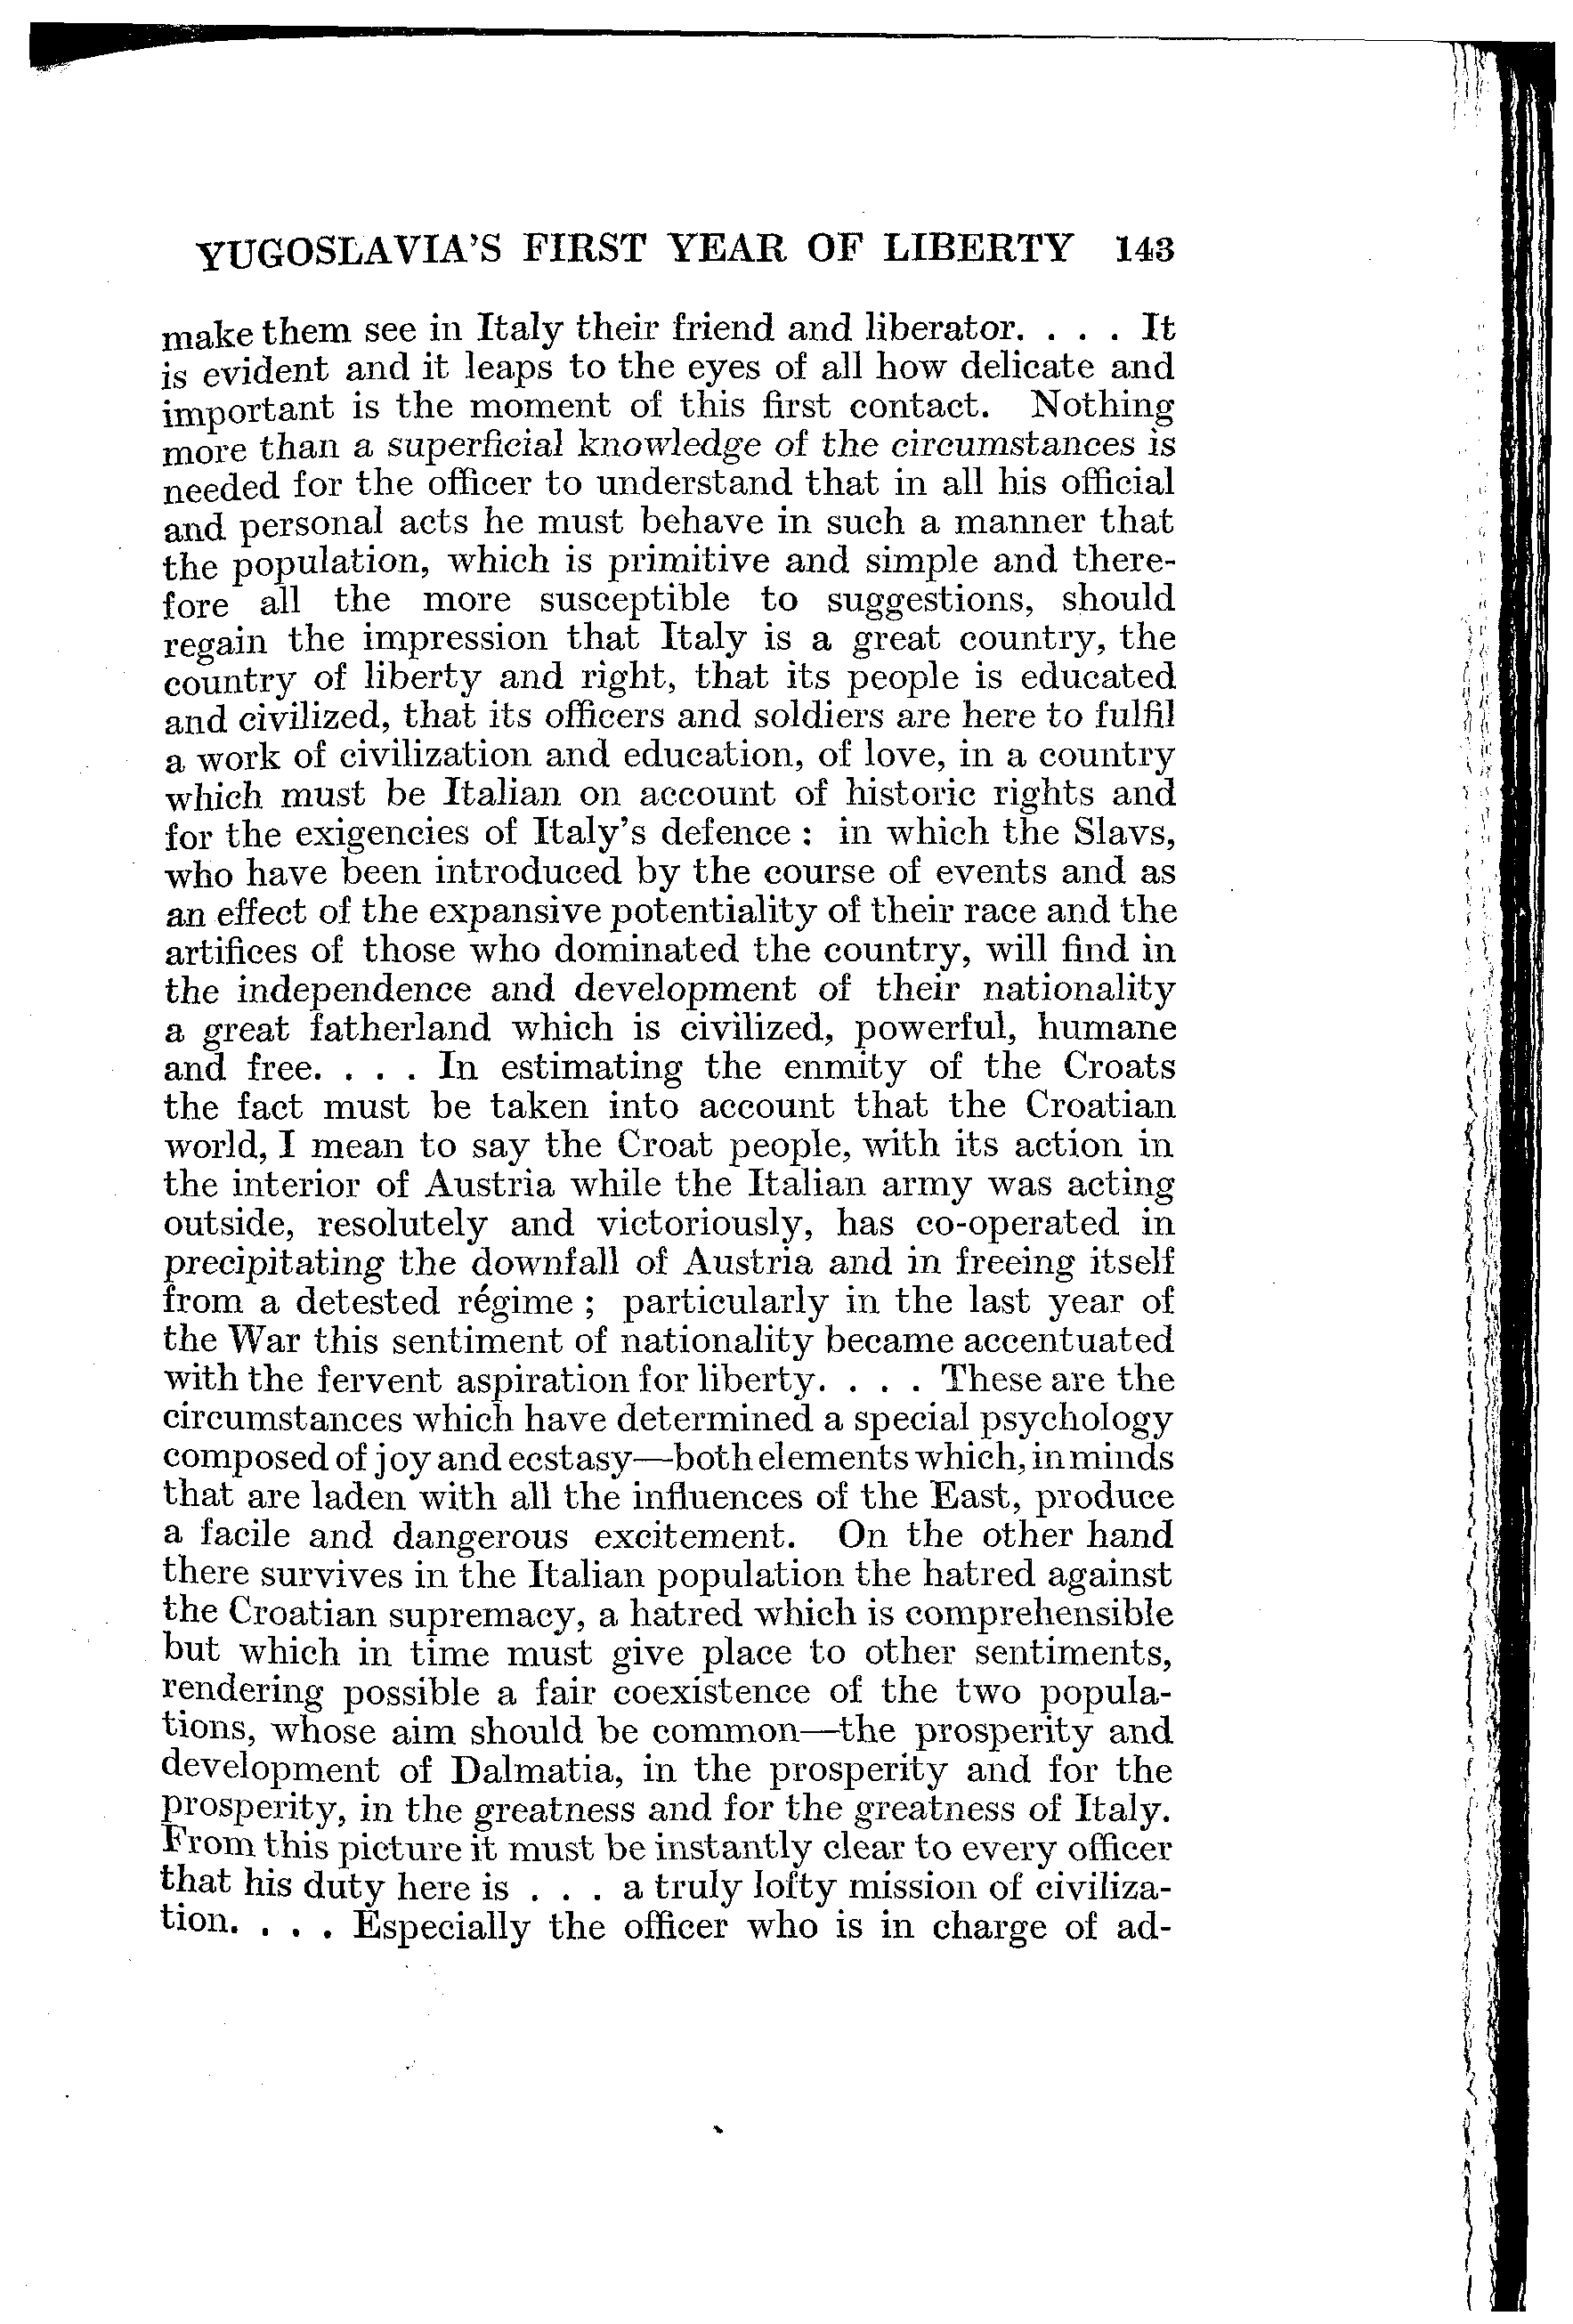 YUGOSLAVIA'S FIRST YEAR OF LIBERTY 143
make them see in Italy their friend and liberator. . . . It
is evident and it leaps to the eyes of all how delicate and
important is the moment of this first contact. Nothing
more than a superficial knowledge of the circumstances is
needed for the officer to understand that in all his official
and personal acts he must behave in such a manner that
the population, which is primitive and simple and there-
fore all the more susceptible to suggestions, should
regain the impression that Italy is a great country, the
country of liberty and right, that its people is educated
and civilized, that its officers and soldiers are here to fulfil
a work of civilization and education, of love, in a country
which must be Italian on account of historic rights and
for the exigencies of Italy's defence : in which the Slavs,
who have been introduced by the course of events and as
an effect of the expansive potentiality of their race and the
artifices of those who dominated the country, will find in
the independence and development of their nationality
a great fatherland which is civilized, powerful, humane
and free. . . . In estimating the enmity of the Croats
the fact must be taken into account that the Croatian
world, I mean to say the Croat people, with its action in
the interior of Austria while the Italian army was acting
outside, resolutely and victoriously, has co-operated in
precipitating the downfall of Austria and in freeing itself
from a detested régime ; particularly in the last year of
the War this sentiment of nationality became accentuated
with the fervent aspiration for liberty. . . . These are the
circumstances which have determined a special psychology
composed of joy and ecstasy—both elements which, in minds
that are laden with all the influences of the East, produce
a facile and dangerous excitement. On the other hand
there survives in the Italian population the hatred against
the Croatian supremacy, a hatred which is comprehensible
but which in time must give place to other sentiments,
rendering possible a fair coexistence of the two popula-
tions, whose aim should be common—the prosperity and
development of Dalmatia, in the prosperity and for the
prosperity, in the greatness and for the greatness of Italy.
From this picture it must be instantly clear to every officer
that his duty here is . . . a truly lofty mission of civiliza-
tion. . . . Especially the officer who is in charge of ad-